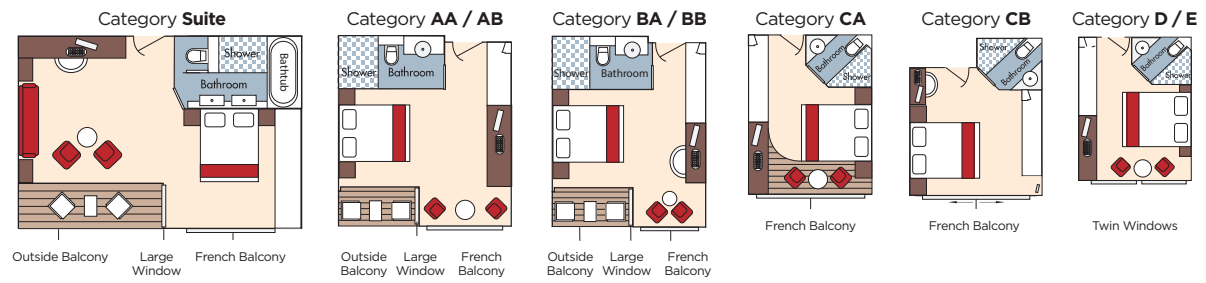 Category Suite
Category AA / AB
Category BA / BB
Category CA
Category CB
Category D / E
Shower
Bathtub
Bathroom
Shower
Bathroom
Shower
Bathroom
Bathroom
Shower
Shower
Bathroom
Bathroom
Shower
Outside Balcony
Large
Window
French Balcony
Outside
Balcony
Large
Window
French
Balcony
Outside
Balcony
Large
Window
French
Balcony
French Balcony
French Balcony
Twin Windows